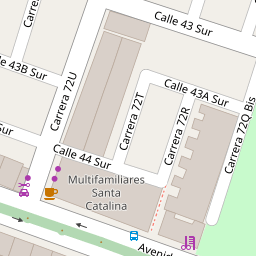 Calle 43 Sur
Carrera 72U
Calle 43B Sur
Calle 43A Sur
Carrera 72T
Carrera 72R
Carrera 72Q Bis
Calle 44 Sur
Sur
Multifamiliares
Santa
Catalina
Avenid